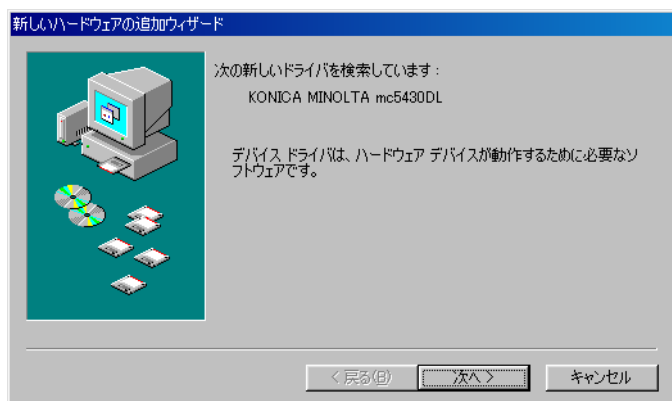 新しいハードウェアの追加ウィザード
次の新しいドライバを検索しています：
KONICA MINOLTA mc5430DL
デバイス ドライバは、ハードウェア デバイスが動作するために必要なソ
フトウェアです。
< 戻る(B)
次へ >
キャンセル